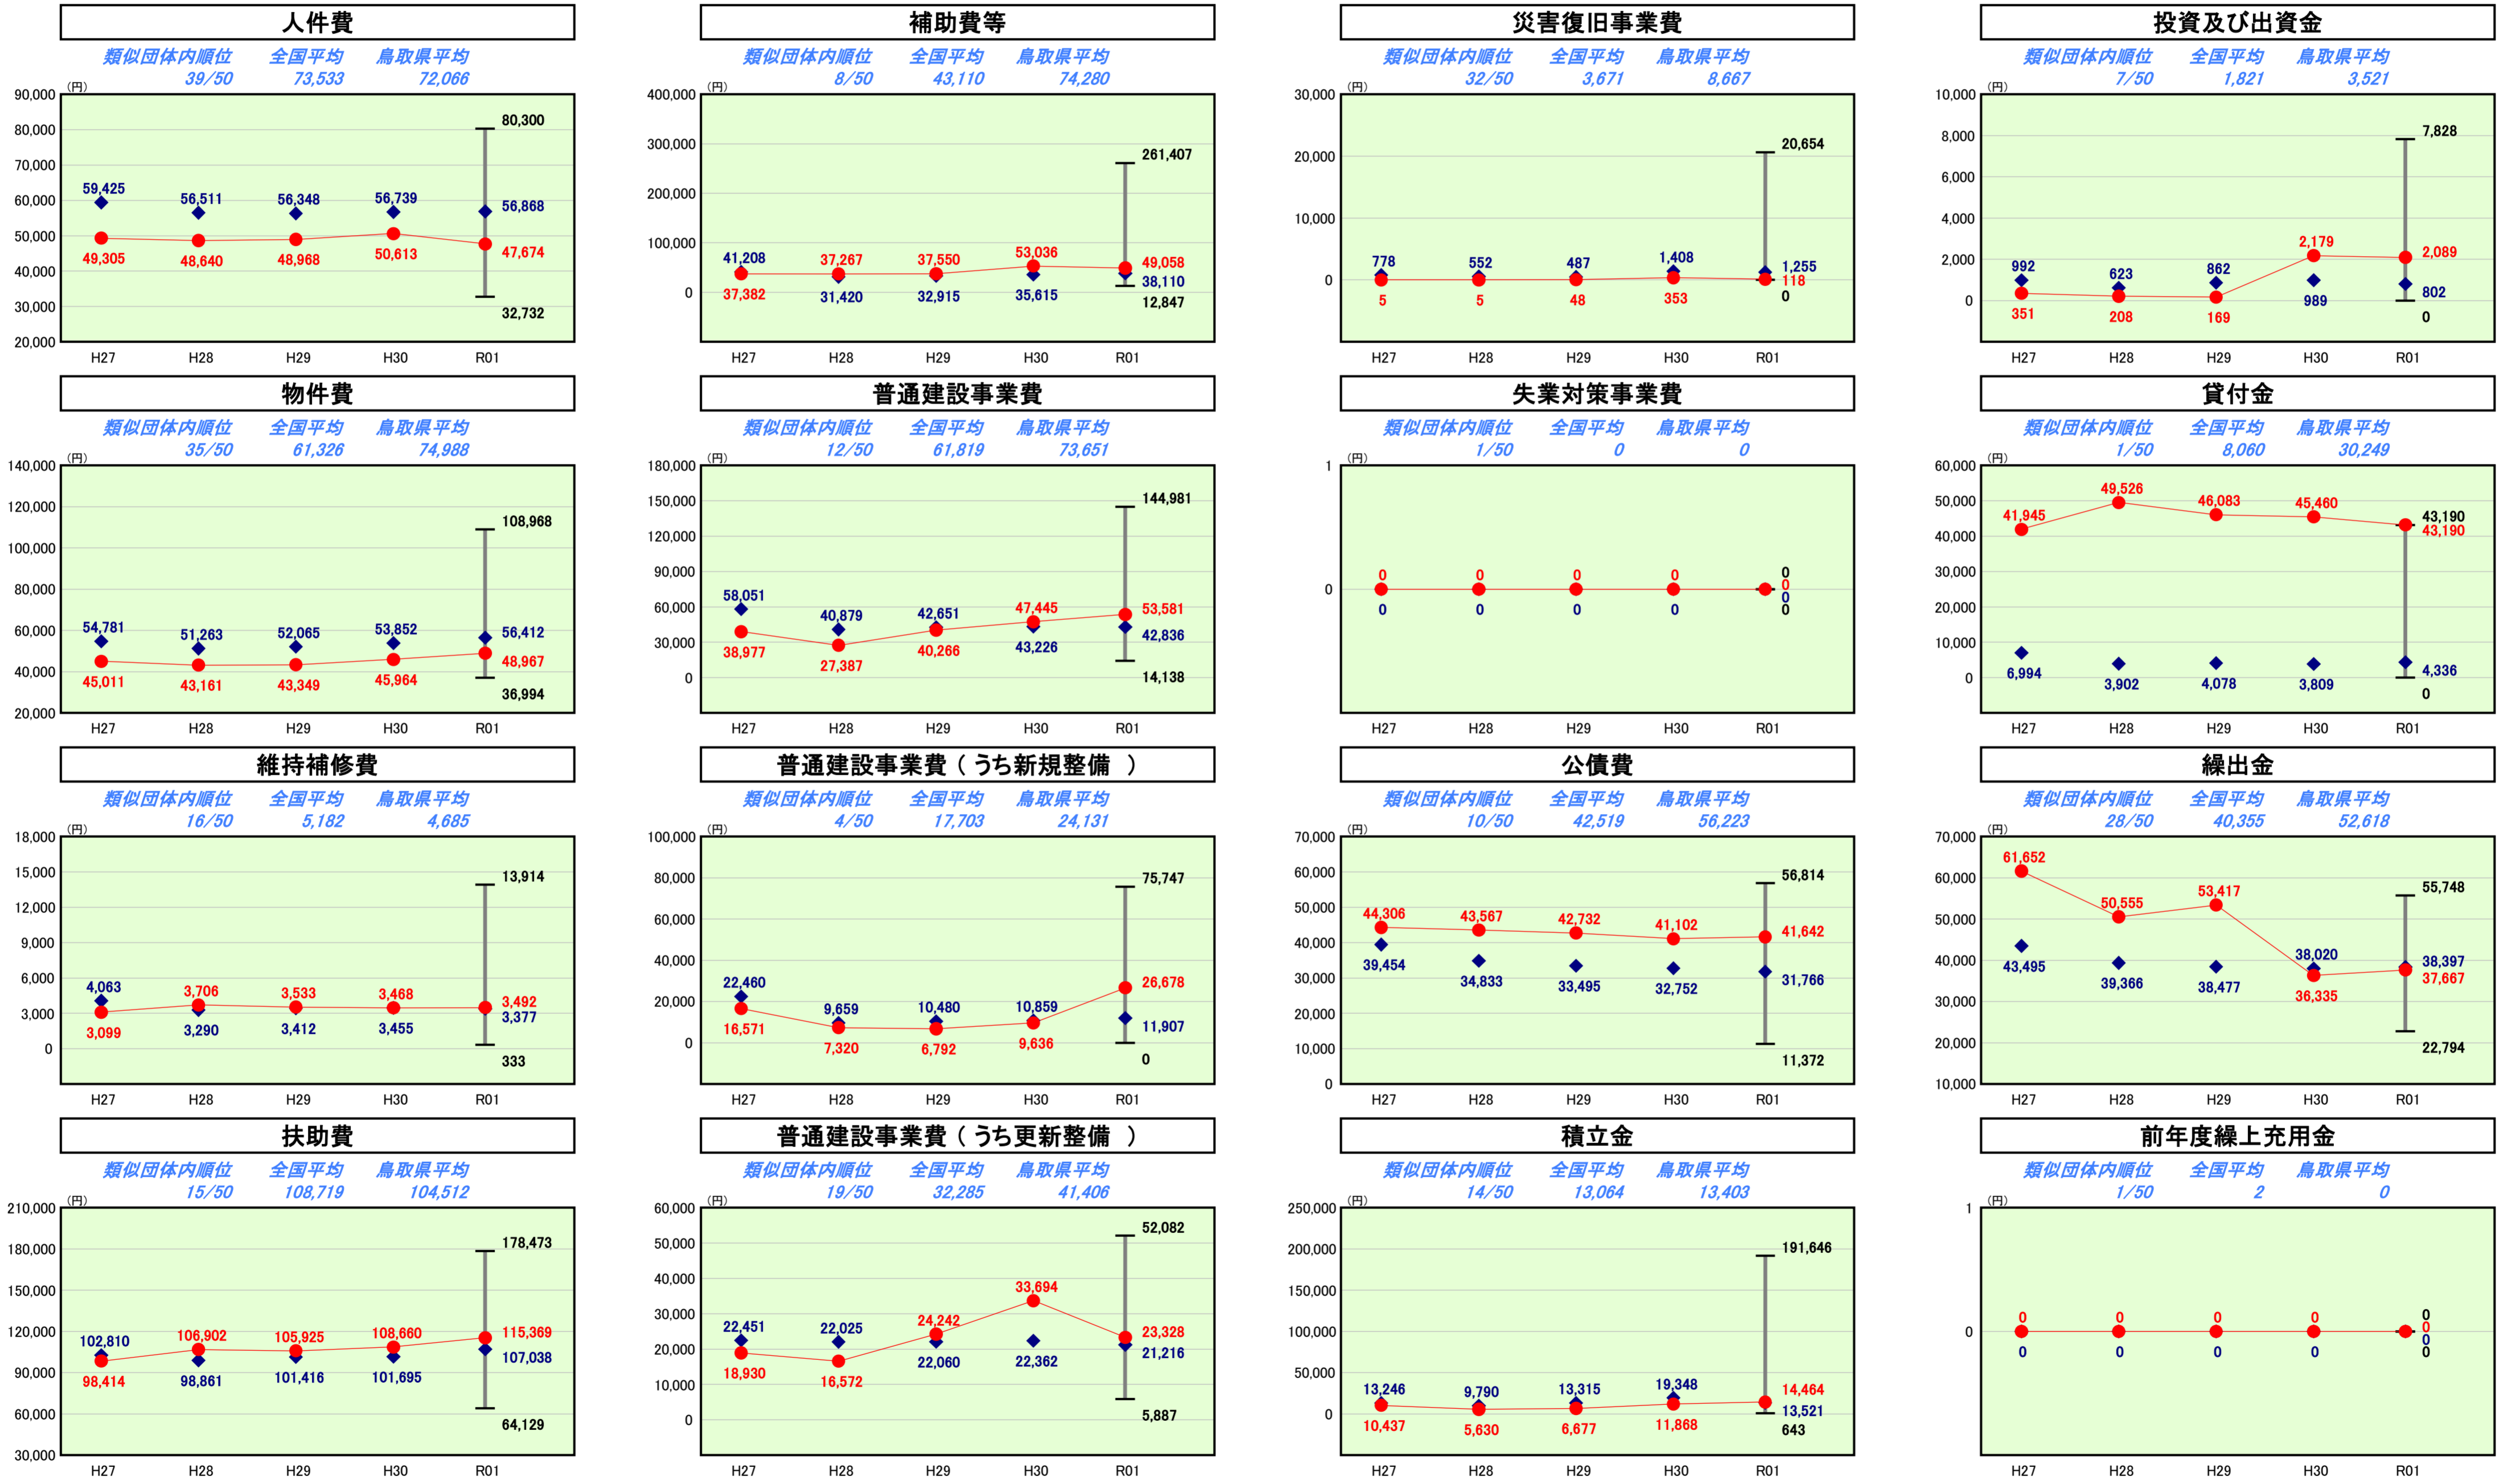 人件費
類似団体内順位 全国平均 鳥取県平均
39/50 73,533 72,066
(円)
90,000
80,000
70,000
60,000
50,000
40,000
30,000
20,000
80,300
59,425 56,511 56,348 56,739 56,868
49,305 48,640 48,968 50,613 47,674
32,732
H27 H28 H29 H30 R01
補助費等
類似団体内順位 全国平均 鳥取県平均
8/50 43,110 74,280
(円)
400,000
300,000
200,000
100,000
0
261,407
41,208 37,267 37,550 53,036 49,058
37,382 31,420 32,915 35,615 38,110
12,847
H27 H28 H29 H30 R01
災害復旧事業費
類似団体内順位 全国平均 鳥取県平均
32/50 3,671 8,667
(円)
30,000
20,000
10,000
0
20,654
778 552 487 1,408 1,255
5 5 48 353 118
0
H27 H28 H29 H30 R01
投資及び出資金
類似団体内順位 全国平均 鳥取県平均
7/50 1,821 3,521
(円)
10,000
8,000
6,000
4,000
2,000
0
7,828
992 623 862 2,179 2,089
351 208 169 989 802
0
H27 H28 H29 H30 R01
物件費
類似団体内順位 全国平均 鳥取県平均
35/50 61,326 74,988
(円)
140,000
120,000
100,000
80,000
60,000
40,000
20,000
108,968
54,781 51,263 52,065 53,852 56,412
45,011 43,161 43,349 45,964 48,967
36,994
H27 H28 H29 H30 R01
普通建設事業費
類似団体内順位 全国平均 鳥取県平均
12/50 61,819 73,651
(円)
180,000
150,000
120,000
90,000
60,000
30,000
0
144,981
58,051 40,879 42,651 47,445 53,581
38,977 27,387 40,266 43,226 42,836
14,138
H27 H28 H29 H30 R01
失業対策事業費
類似団体内順位 全国平均 鳥取県平均
1/50 0 0
(円)
1
0
0
0 0 0 0 0
0 0 0 0 0
0
H27 H28 H29 H30 R01
貸付金
類似団体内順位 全国平均 鳥取県平均
1/50 8,060 30,249
(円)
60,000
50,000
40,000
30,000
20,000
10,000
0
43,190
41,945 49,526 46,083 45,460 43,190
6,994 3,902 4,078 3,809 4,336
0
H27 H28 H29 H30 R01
維持補修費
類似団体内順位 全国平均 鳥取県平均
16/50 5,182 4,685
(円)
18,000
15,000
12,000
9,000
6,000
3,000
0
13,914
4,063 3,706 3,533 3,468 3,492
3,099 3,290 3,412 3,455 3,377
333
H27 H28 H29 H30 R01
普通建設事業費(うち新規整備 )
類似団体内順位 全国平均 鳥取県平均
4/50 17,703 24,131
(円)
100,000
80,000
60,000
40,000
20,000
0
75,747
22,460 9,659 10,480 10,859 26,678
16,571 7,320 6,792 9,636 11,907
0
H27 H28 H29 H30 R01
公債費
類似団体内順位 全国平均 鳥取県平均
10/50 42,519 56,223
(円)
70,000
60,000
50,000
40,000
30,000
20,000
10,000
0
56,814
44,306 43,567 42,732 41,102 41,642
39,454 34,833 33,495 32,752 31,766
11,372
H27 H28 H29 H30 R01
繰出金
類似団体内順位 全国平均 鳥取県平均
28/50 40,355 52,618
(円)
70,000
60,000
50,000
40,000
30,000
20,000
10,000
55,748
61,652 50,555 53,417 38,020 38,397
43,495 39,366 38,477 36,335 37,667
22,794
H27 H28 H29 H30 R01
扶助費
類似団体内順位 全国平均 鳥取県平均
15/50 108,719 104,512
(円)
210,000
180,000
150,000
120,000
90,000
60,000
30,000
178,473
102,810 106,902 105,925 108,660 115,369
98,414 98,861 101,416 101,695 107,038
64,129
H27 H28 H29 H30 R01
普通建設事業費(うち更新整備 )
類似団体内順位 全国平均 鳥取県平均
19/50 32,285 41,406
(円)
60,000
50,000
40,000
30,000
20,000
10,000
0
52,082
22,451 22,025 24,242 33,694 23,328
18,930 16,572 22,060 22,362 21,216
5,887
H27 H28 H29 H30 R01
積立金
類似団体内順位 全国平均 鳥取県平均
14/50 13,064 13,403
(円)
250,000
200,000
150,000
100,000
50,000
0
191,646
13,246 9,790 13,315 19,348 14,464
10,437 5,630 6,677 11,868 13,521
643
H27 H28 H29 H30 R01
前年度繰上充用金
類似団体内順位 全国平均 鳥取県平均
1/50 2 0
(円)
1
0
0
0 0 0 0 0
0 0 0 0 0
0
H27 H28 H29 H30 R01